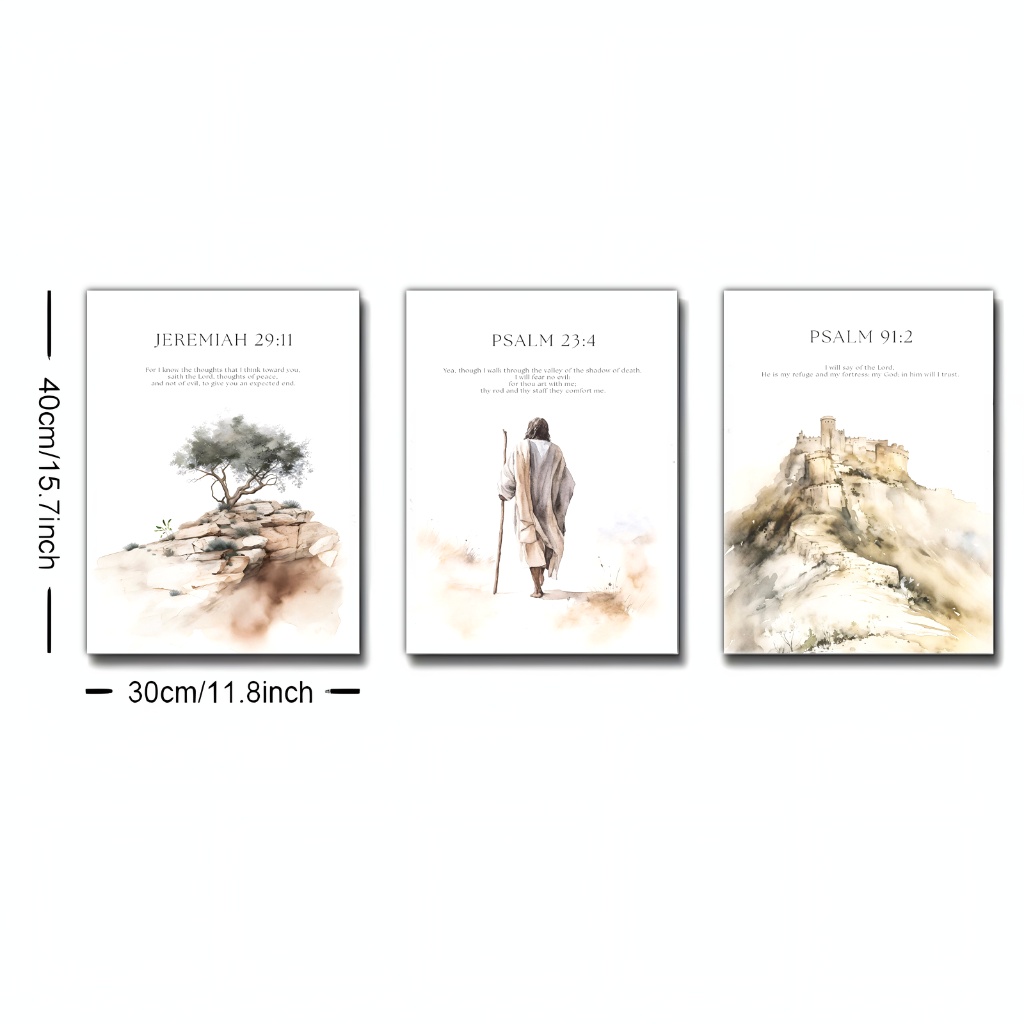 JEREMIAH 29:11
For I know the thoughts that I think toward you,
saith the Lord, thoughts of peace,
and not of evil, to give you an expected end.
PSALM 23:4
Yea, though I walk through the valley of the shadow of death,
I will fear no evil:
for thou art with me;
thy rod and thy staff they comfort me.
PSALM 91:2
I will say of the Lord,
He is my refuge and my fortress: my God; in him will I trust.
40cm/15.7inch
30cm/11.8inch